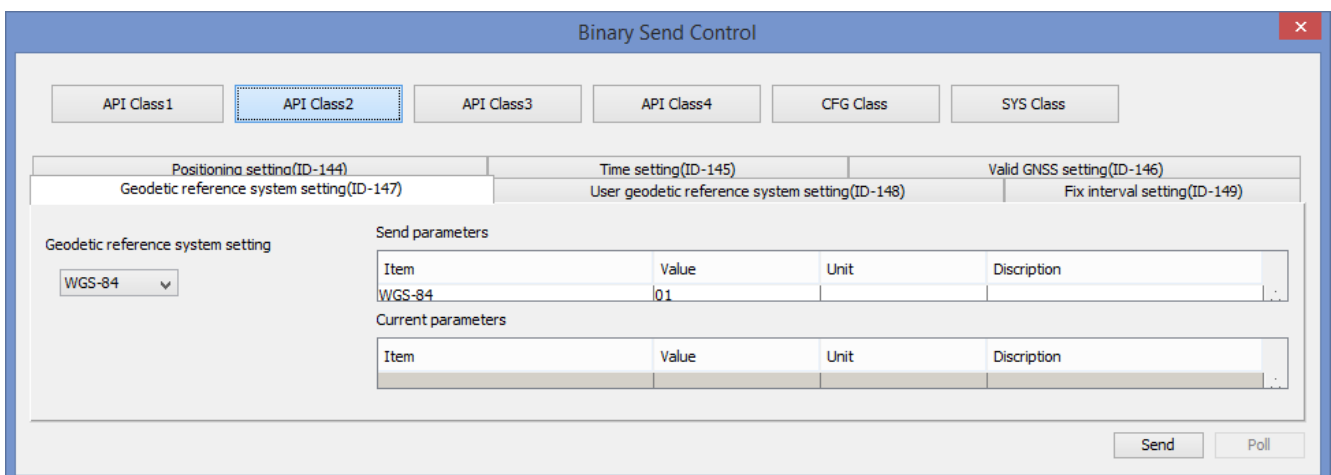 Binary Send Control
API Class1 API Class2 API Class3 API Class4 CFG Class SYS Class
Positioning setting(ID-144) Time setting(ID-145) Valid GNSS setting(ID-146)
Geodetic reference system setting(ID-147) User geodetic reference system setting(ID-148) Fix interval setting(ID-149)
Geodetic reference system setting
WGS-84
Send parameters
Item Value Unit Discription
WGS-84 01
Current parameters
Item Value Unit Discription
Send Poll